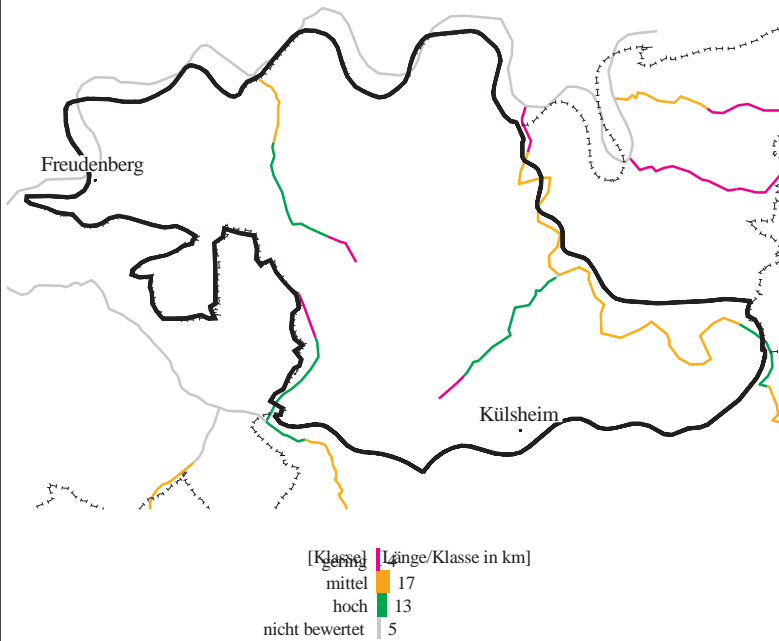 Freudenberg
Külsheim
[Klasse] [Länge/Klasse in km]
gering 4
mittel 17
hoch 13
nicht bewertet 5